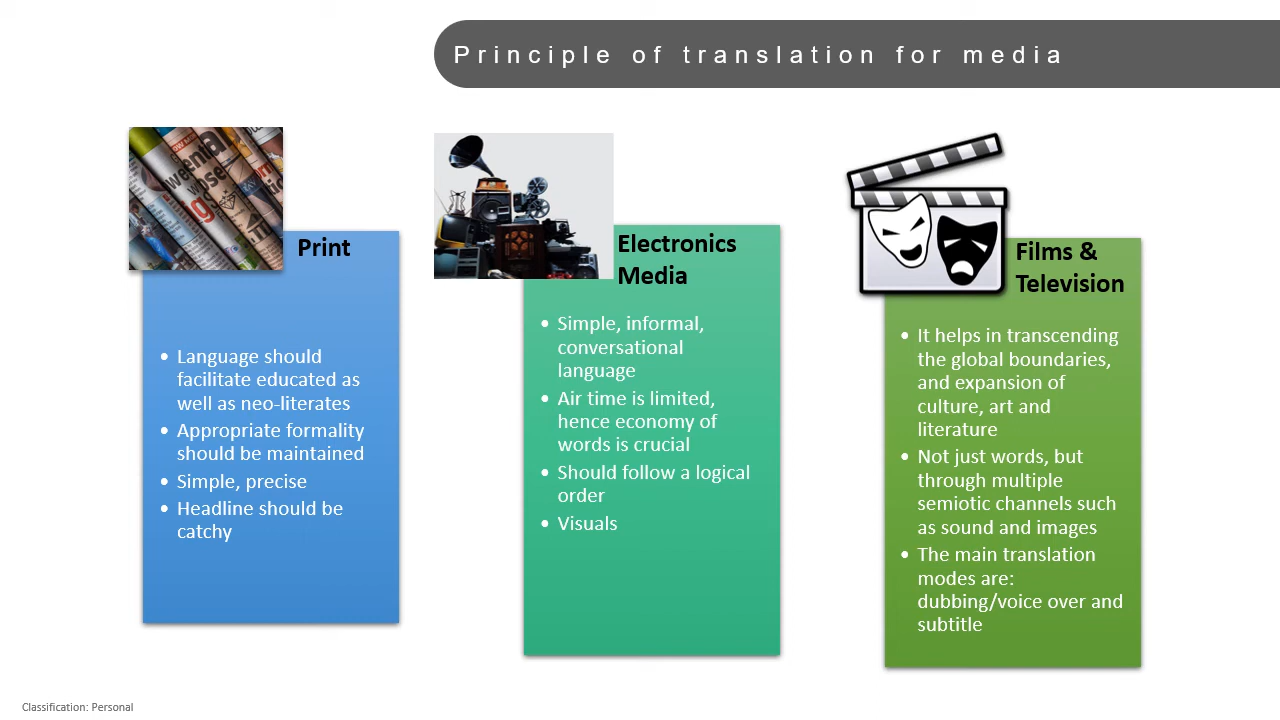 Principle of translation for media
Print
Language should
facilitate educated as
well as neo-literates
Appropriate formality
should be maintained
Simple, precise
Headline should be
catchy
Electronics
Media
Simple, informal,
conversational
language
Air time is limited,
hence economy of
words is crucial
Should follow a logical
order
Visuals
Films &
Television
It helps in transcending
the global boundaries,
and expansion of
culture, art and
literature
Not just words, but
through multiple
semiotic channels such
as sound and images
The main translation
modes are:
dubbing/voice over and
subtitle
Classification: Personal